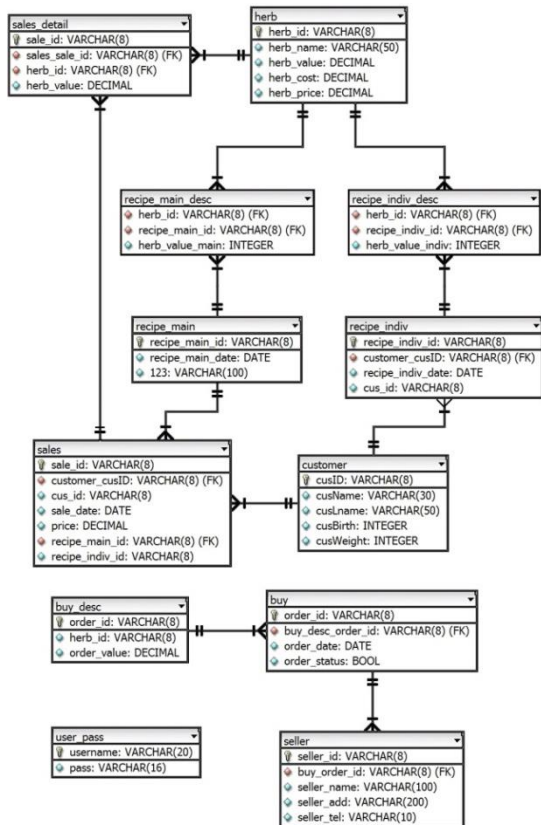 sales_detail
sale_id: VARCHAR(8)
sales_sale_id: VARCHAR(8) (FK)
herb_id: VARCHAR(8) (FK)
herb_value: DECIMAL
herb
herb_id: VARCHAR(8)
herb_name: VARCHAR(50)
herb_value: DECIMAL
herb_cost: DECIMAL
herb_price: DECIMAL
recipe_main_desc
herb_id: VARCHAR(8) (FK)
recipe_main_id: VARCHAR(8) (FK)
herb_value_main: INTEGER
recipe_indiv_desc
herb_id: VARCHAR(8) (FK)
recipe_indiv_id: VARCHAR(8) (FK)
herb_value_indiv: INTEGER
recipe_main
recipe_main_id: VARCHAR(8)
recipe_main_date: DATE
123: VARCHAR(100)
recipe_indiv
recipe_indiv_id: VARCHAR(8)
customer_cusID: VARCHAR(8) (FK)
recipe_indiv_date: DATE
cus_id: VARCHAR(8)
sales
sale_id: VARCHAR(8)
customer_cusID: VARCHAR(8) (FK)
cus_id: VARCHAR(8)
sale_date: DATE
price: DECIMAL
recipe_main_id: VARCHAR(8) (FK)
recipe_indiv_id: VARCHAR(8)
customer
cusID: VARCHAR(8)
cusName: VARCHAR(30)
cusLname: VARCHAR(50)
cusBirth: INTEGER
cusWeight: INTEGER
buy_desc
order_id: VARCHAR(8)
herb_id: VARCHAR(8)
order_value: DECIMAL
buy
order_id: VARCHAR(8)
buy_desc_order_id: VARCHAR(8) (FK)
order_date: DATE
order_status: BOOL
user_pass
username: VARCHAR(20)
pass: VARCHAR(16)
seller
seller_id: VARCHAR(8)
buy_order_id: VARCHAR(8) (FK)
seller_name: VARCHAR(100)
seller_add: VARCHAR(200)
seller_tel: VARCHAR(10)